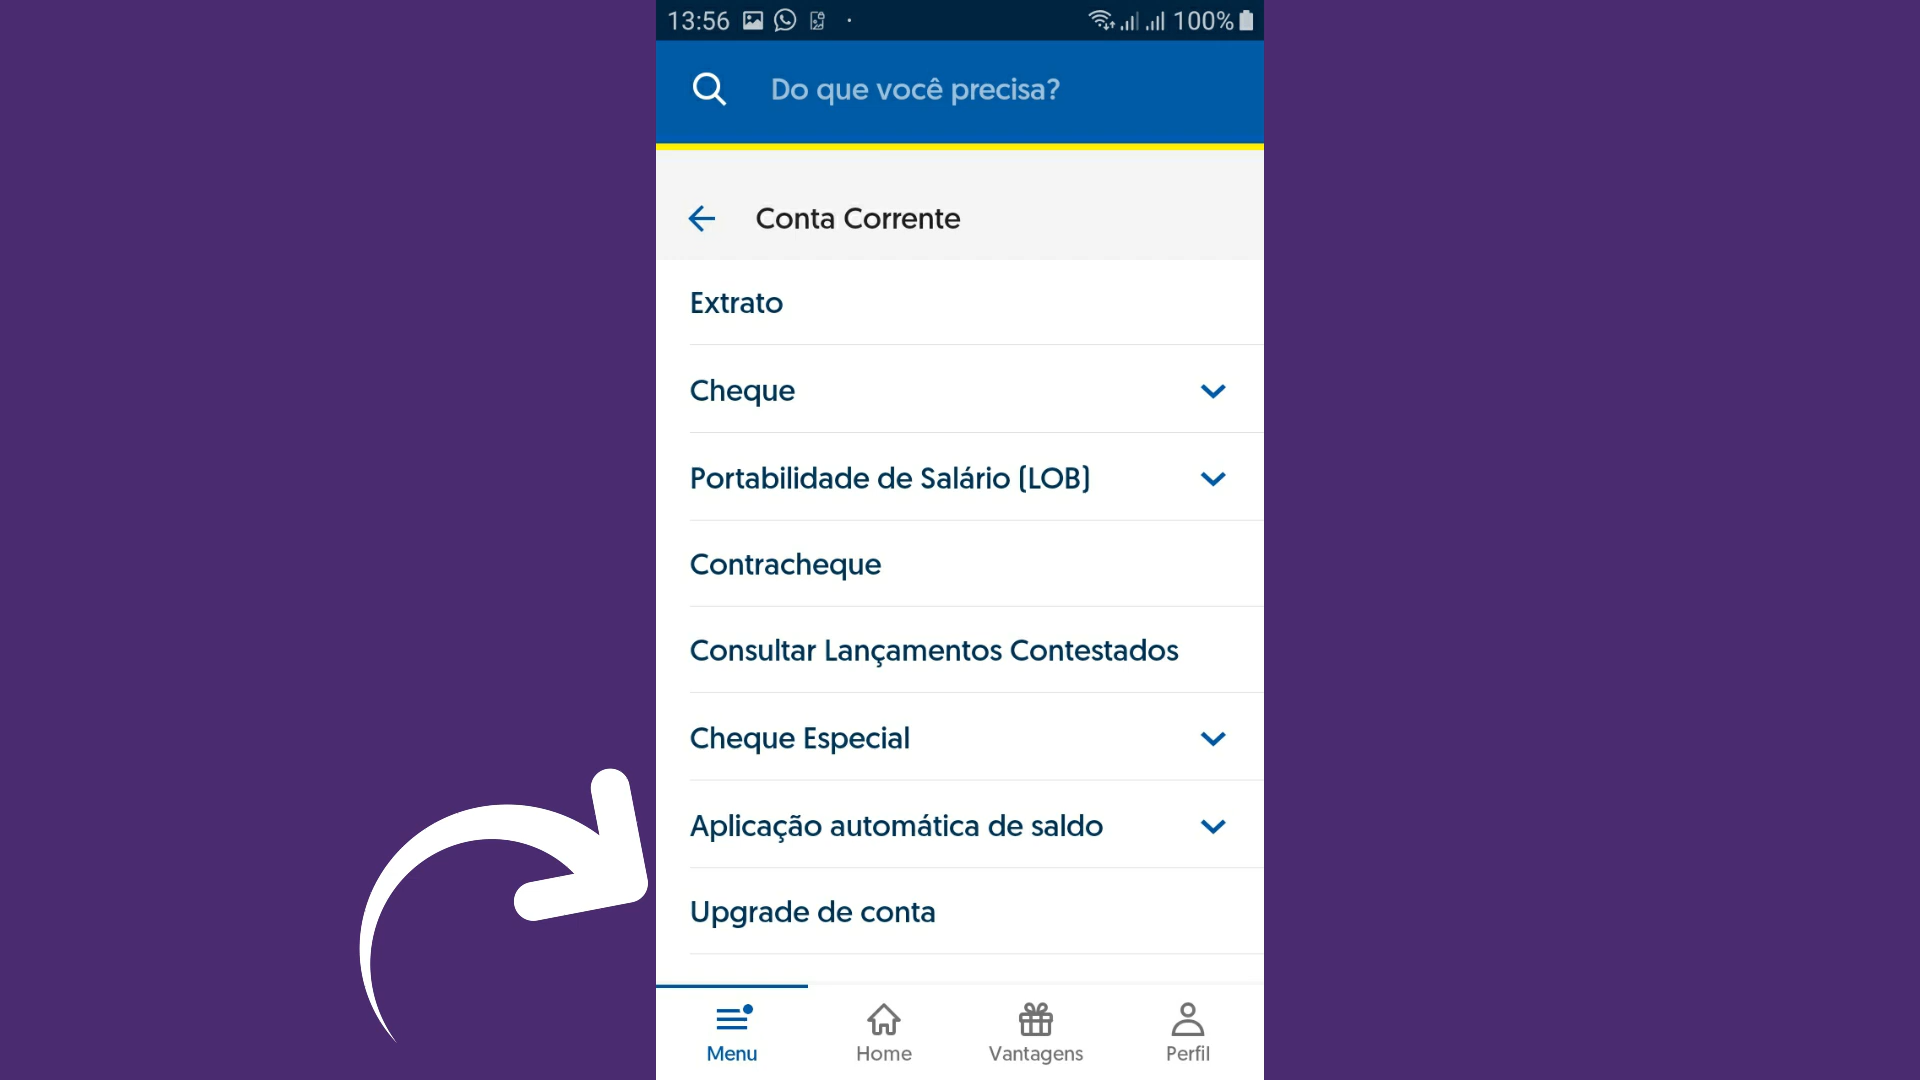 13:56
100%
Do que você precisa?
Conta Corrente
Extrato
Cheque
Portabilidade de Salário (LOB)
Contracheque
Consultar Lançamentos Contestados
Cheque Especial
Aplicação automática de saldo
Upgrade de conta
Menu
Home
Vantagens
Perfil